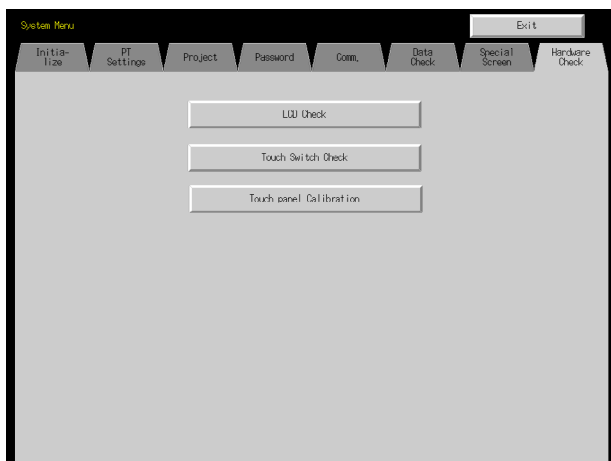 System Menu
Exit
Initia-
lize
PT
Settings
Project
Password
Comm.
Data
Check
Special
Screen
Hardware
Check
LCD Check
Touch Switch Check
Touch panel Calibration